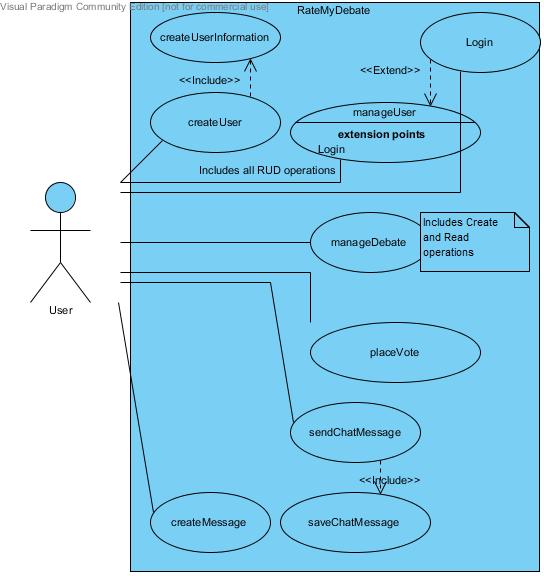 Visual Paradigm Community Edition [not for commercial use]
RateMyDebate
createUserInformation
Login
<<Include>>
<<Extend>>
createUser
manageUser
extension points
Login
Includes all RUD operations
manageDebate
Includes Create
and Read
operations
User
placeVote
sendChatMessage
<<Include>>
createMessage
saveChatMessage